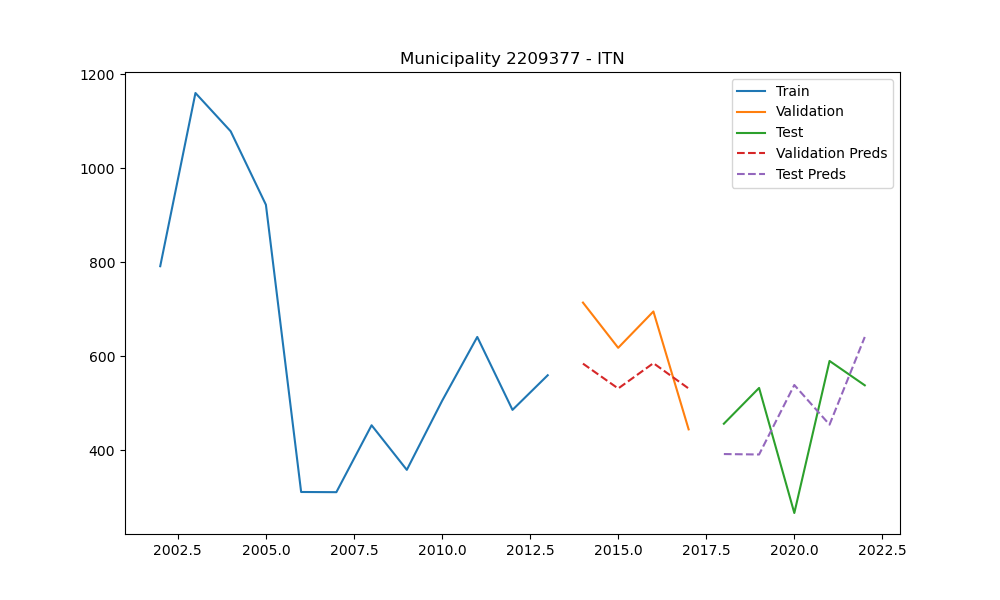 Municipality 2209377 - ITN
1200
1000
800
600
400
Train
Validation
Test
Validation Preds
Test Preds
2002.5 2005.0 2007.5 2010.0 2012.5 2015.0 2017.5 2020.0 2022.5